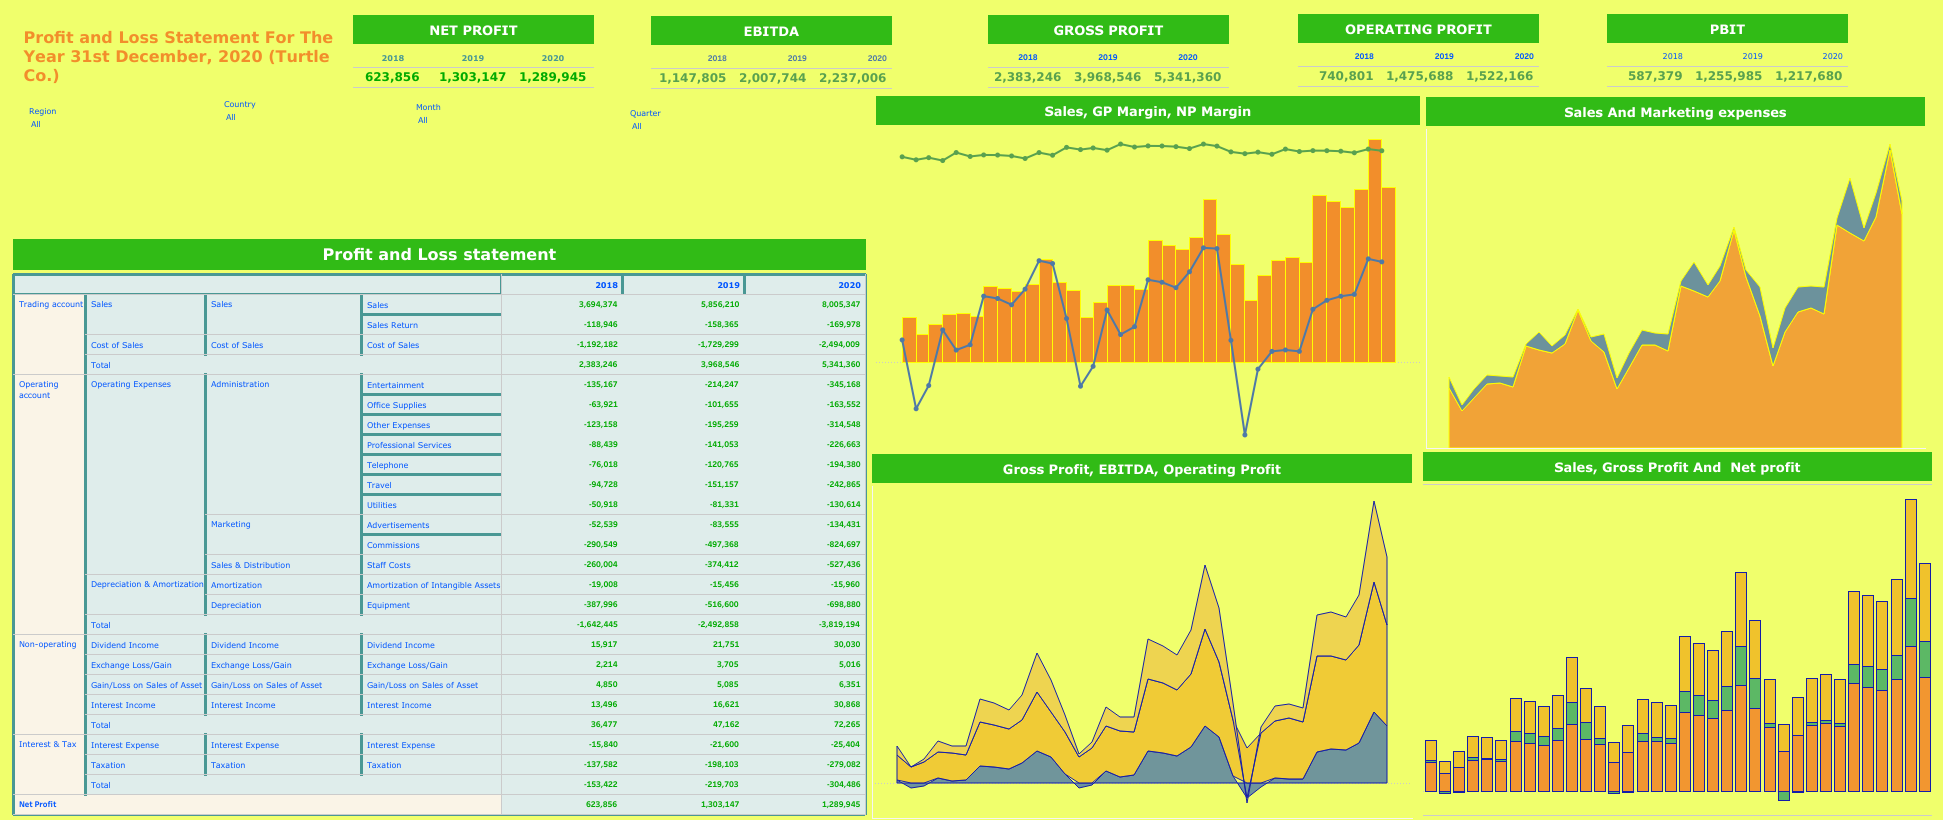 Profit and Loss Statement For The
Year 31st December, 2020 (Turtle
Co.)
NET PROFIT
2018 2019 2020
623,856 1,303,147 1,289,945
EBITDA
2018 2019 2020
1,147,805 2,007,744 2,237,006
GROSS PROFIT
2018 2019 2020
2,383,246 3,968,546 5,341,360
OPERATING PROFIT
2018 2019 2020
740,801 1,475,688 1,522,166
PBIT
2018 2019 2020
587,379 1,255,985 1,217,680
Region
All
Country
All
Month
All
Quarter
All
Sales, GP Margin, NP Margin
Sales And Marketing expenses
Profit and Loss statement
2018 2019 2020
Trading account Sales Sales Sales 3,694,374 5,856,210 8,005,347
Sales Return -118,946 -158,365 -169,978
Cost of Sales Cost of Sales Cost of Sales -1,192,182 -1,729,299 -2,494,009
Total 2,383,246 3,968,546 5,341,360
Operating account Operating Expenses Administration Entertainment -135,167 -214,247 -345,168
Office Supplies -63,921 -101,655 -163,552
Other Expenses -123,158 -195,259 -314,548
Professional Services -88,439 -141,053 -226,663
Telephone -76,018 -120,765 -194,380
Travel -94,728 -151,157 -242,865
Utilities -50,918 -81,331 -130,614
Marketing Advertisements -52,539 -83,555 -134,431
Commissions -290,549 -497,368 -824,697
Sales & Distribution Staff Costs -260,004 -374,412 -527,436
Depreciation & Amortization Amortization Amortization of Intangible Assets -19,008 -15,456 -15,960
Depreciation Equipment -387,996 -516,600 -698,880
Total -1,642,445 -2,492,858 -3,819,194
Non-operating Dividend Income Dividend Income Dividend Income 15,917 21,751 30,030
Exchange Loss/Gain Exchange Loss/Gain Exchange Loss/Gain 2,214 3,705 5,016
Gain/Loss on Sales of Asset Gain/Loss on Sales of Asset Gain/Loss on Sales of Asset 4,850 5,085 6,351
Interest Income Interest Income Interest Income 13,496 16,621 30,868
Total 36,477 47,162 72,265
Interest & Tax Interest Expense Interest Expense Interest Expense -15,840 -21,600 -25,404
Taxation Taxation Taxation -137,582 -198,103 -279,082
Total -153,422 -219,703 -304,486
Net Profit 623,856 1,303,147 1,289,945
Gross Profit, EBITDA, Operating Profit
Sales, Gross Profit And Net profit